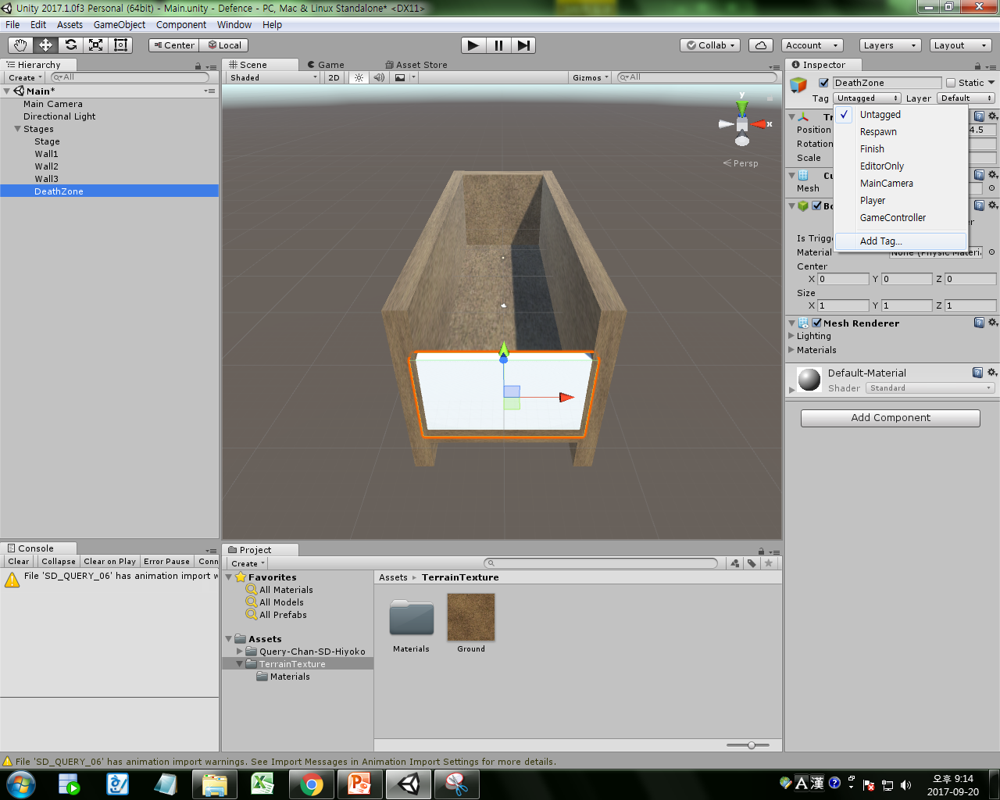 Unity 2017.1.0f3 Personal (64bit) - Main.unity - Defence - PC, Mac & Linux Standalone* <DX11>
File Edit Assets GameObject Component Window Help
Center Local Collab Account Layers Layout
Hierarchy
Create All
Main*
Main Camera
Directional Light
Stages
Stage
Wall1
Wall2
Wall3
DeathZone
Scene Game Asset Store
Shaded 2D Gizmos All
y
x
Persp
Inspector
DeathZone Static
Tag Untagged Layer Default
Untagged
Respawn
Finish
EditorOnly
MainCamera
Player
GameController
Add Tag...
Tr
Position 4.5
Rotation
Scale
Cu
Mesh
Bo
Is Trigg
Material None (Physic Materi
Center
X 0 Y 0 Z 0
Size
X 1 Y 1 Z 1
Mesh Renderer
Lighting
Materials
Default-Material
Shader Standard
Add Component
Console
Clear Collapse Clear on Play Error Pause Conn
File 'SD_QUERY_06' has animation import w
Project
Create
Favorites
All Materials
All Models
All Prefabs
Assets
Query-Chan-SD-Hiyoko
TerrainTexture
Materials
Assets TerrainTexture
Materials Ground
File 'SD_QUERY_06' has animation import warnings. See Import Messages in Animation Import Settings for more details.
A 漢
오후 9:14
2017-09-20